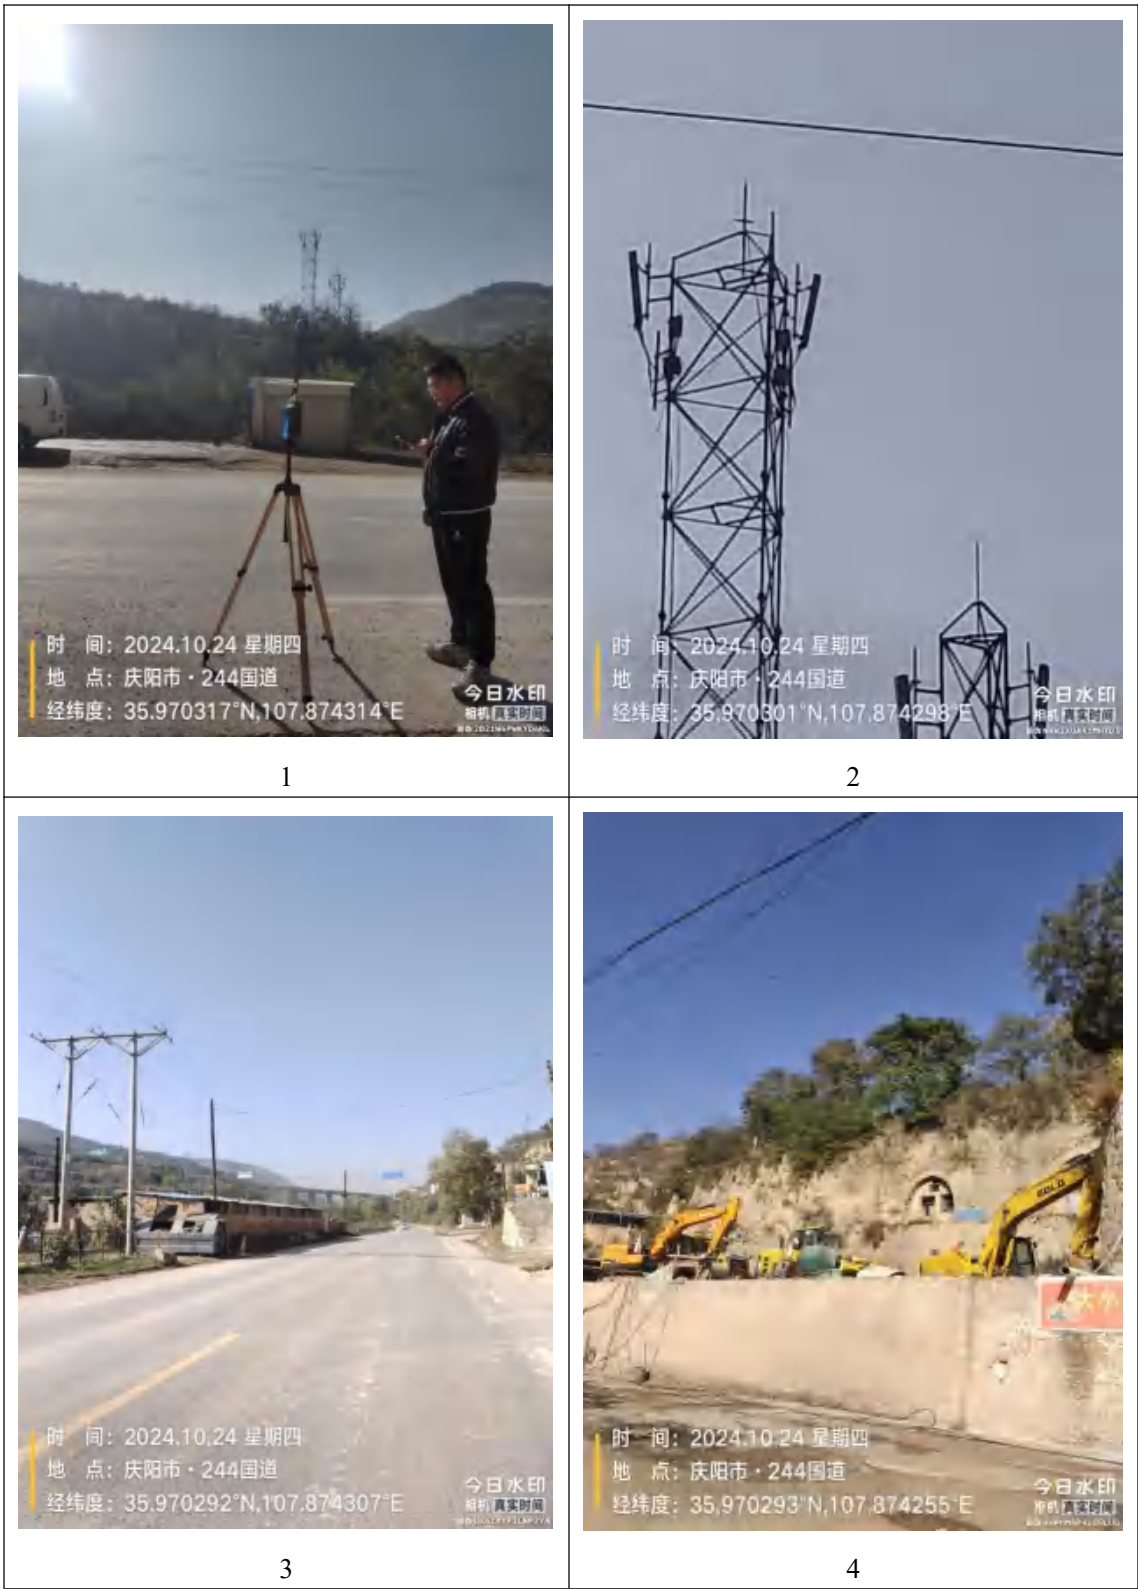 时 间：2024.10.24 星期四
地 点：庆阳市·244国道
经纬度：35.970317°N,107.874314°E
今日水印
相机 真实时间
1
时 间：2024.10.24 星期四
地 点：庆阳市·244国道
经纬度：35.970301°N,107.874298°E
今日水印
相机 真实时间
2
时 间：2024.10.24 星期四
地 点：庆阳市·244国道
经纬度：35.970292°N,107.874307°E
今日水印
相机 真实时间
3
时 间：2024.10.24 星期四
地 点：庆阳市·244国道
经纬度：35.970293°N,107.874255°E
今日水印
相机 真实时间
4